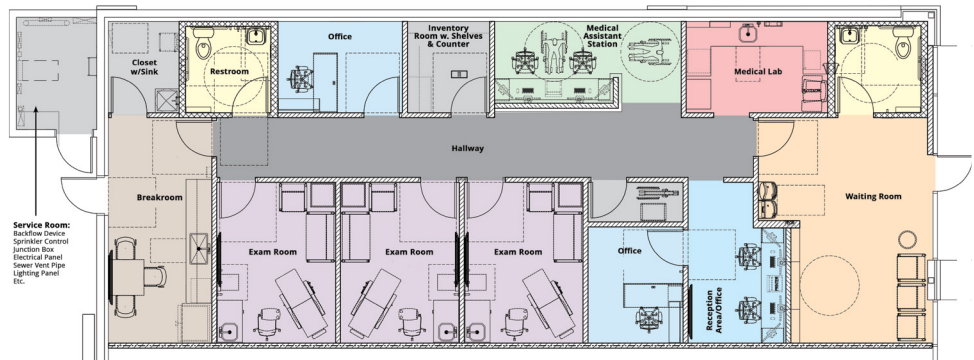 Closet
w/Sink
Restroom
Office
Inventory
Room w. Shelves
& Counter
Medical
Assistant
Station
Medical Lab
Hallway
Service Room:
Backflow Device
Sprinkler Control
Junction Box
Electrical Panel
Sewer Vent Pipe
Lighting Panel
Etc.
Breakroom
Exam Room
Exam Room
Exam Room
Office
Reception
Area/Office
Waiting Room